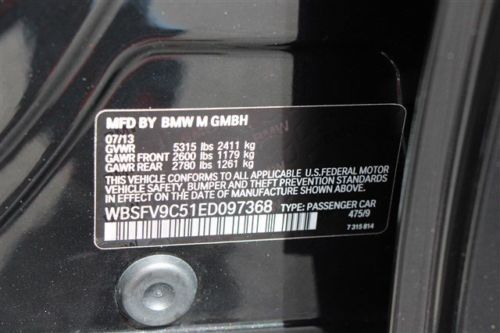 MFD BY BMW M GMBH
07/13
GVWR 5315 lbs 2411 kg
GAWR FRONT 2600 lbs 1179 kg
GAWR REAR 2780 lbs 1261 kg
THIS VEHICLE CONFORMS TO ALL APPLICABLE U.S.FEDERAL MOTOR
VEHICLE SAFETY, BUMPER AND THEFT PREVENTION STANDARDS
IN EFFECT ON THE DATE OF MANUFACTURE SHOWN ABOVE.
WBSFV9C51ED097368 TYPE: PASSENGER CAR
475/9
7 315 814